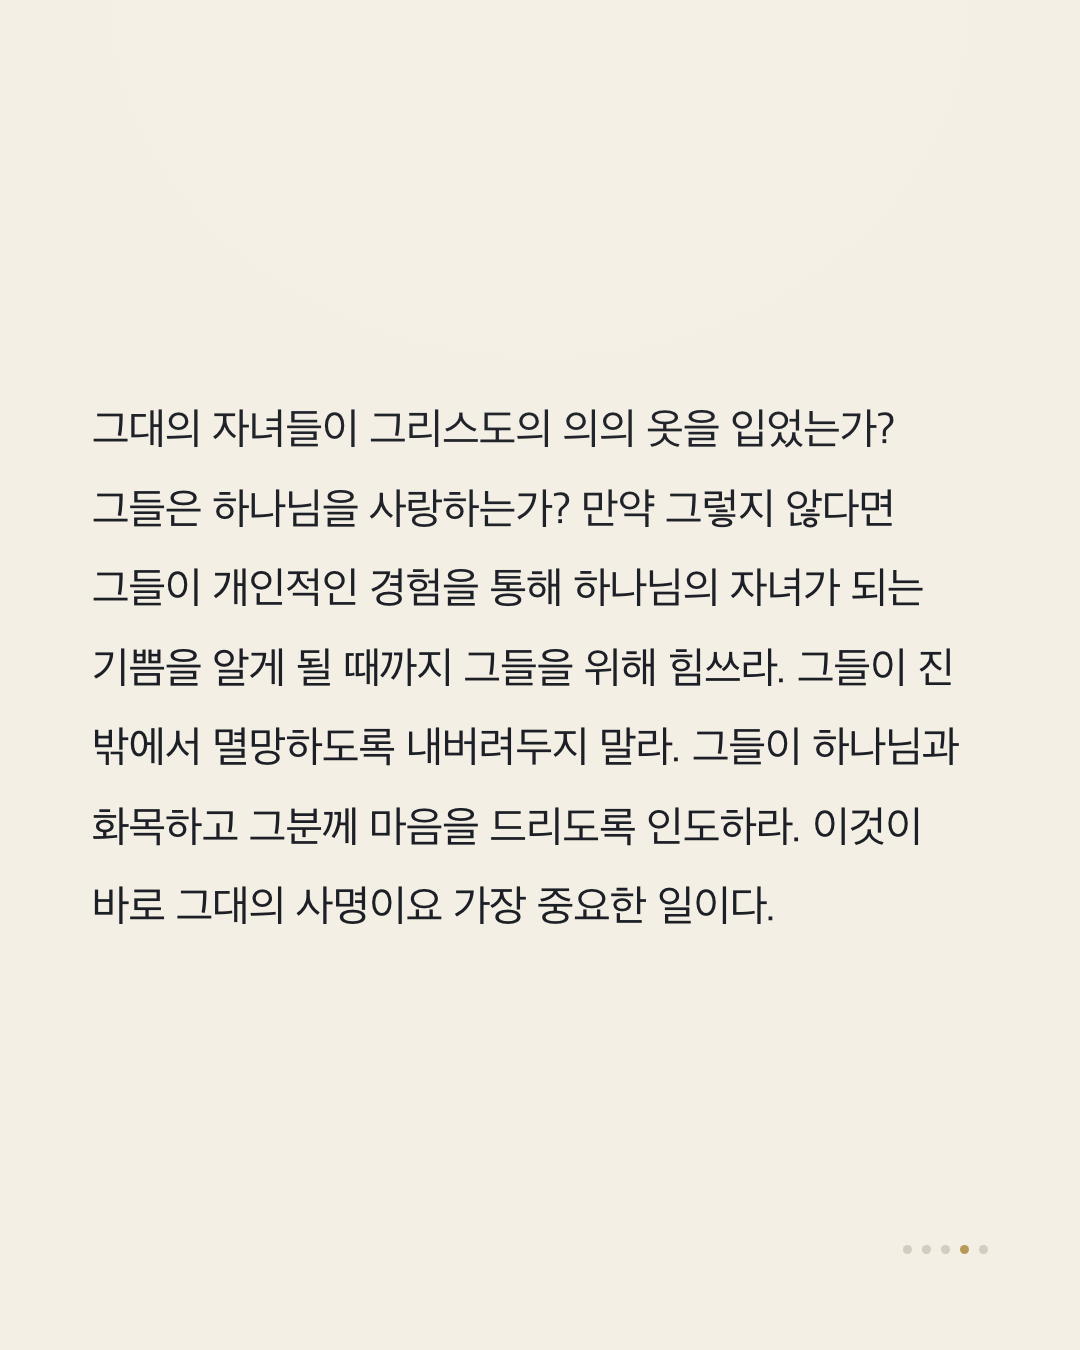 그대의 자녀들이 그리스도의 의의 옷을 입었는가?
그들은 하나님을 사랑하는가? 만약 그렇지 않다면
그들이 개인적인 경험을 통해 하나님의 자녀가 되는
기쁨을 알게 될 때까지 그들을 위해 힘쓰라. 그들이 진
밖에서 멸망하도록 내버려두지 말라. 그들이 하나님과
화목하고 그분께 마음을 드리도록 인도하라. 이것이
바로 그대의 사명이요 가장 중요한 일이다.